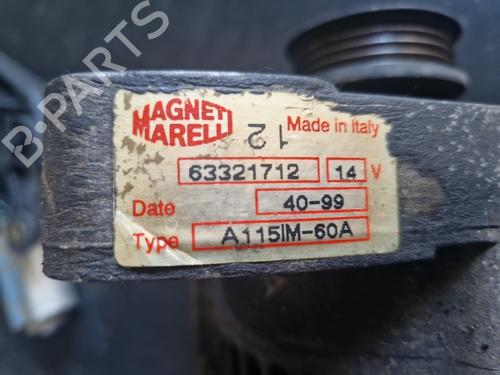 MAGNETI
MARELLI
12
Made in Italy
63321712 14 V
Date 40-99
Type A115IM-60A
B-PARTS